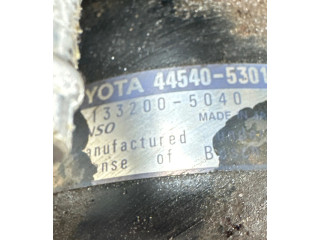 YOTA 44540-5301
133200-5040
NSO MADE
anufactured
ense of B